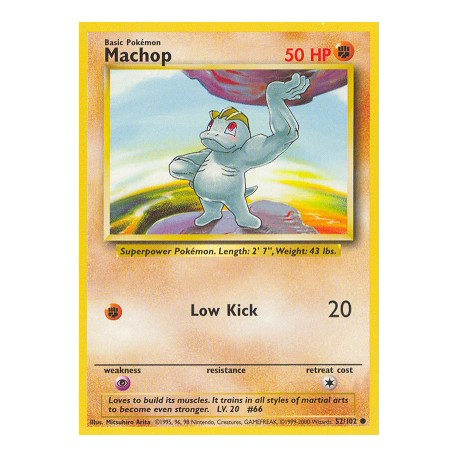 Basic Pokémon
Machop 50 HP
Superpower Pokémon. Length: 2' 7", Weight: 43 lbs.
Low Kick 20
weakness resistance retreat cost
Loves to build its muscles. It trains in all styles of martial arts
to become even stronger. LV. 20 #66
Illus. Mitsuhiro Arita ©1995, 96, 98 Nintendo, Creatures, GAMEFREAK. ©1999-2000 Wizards. 52/102